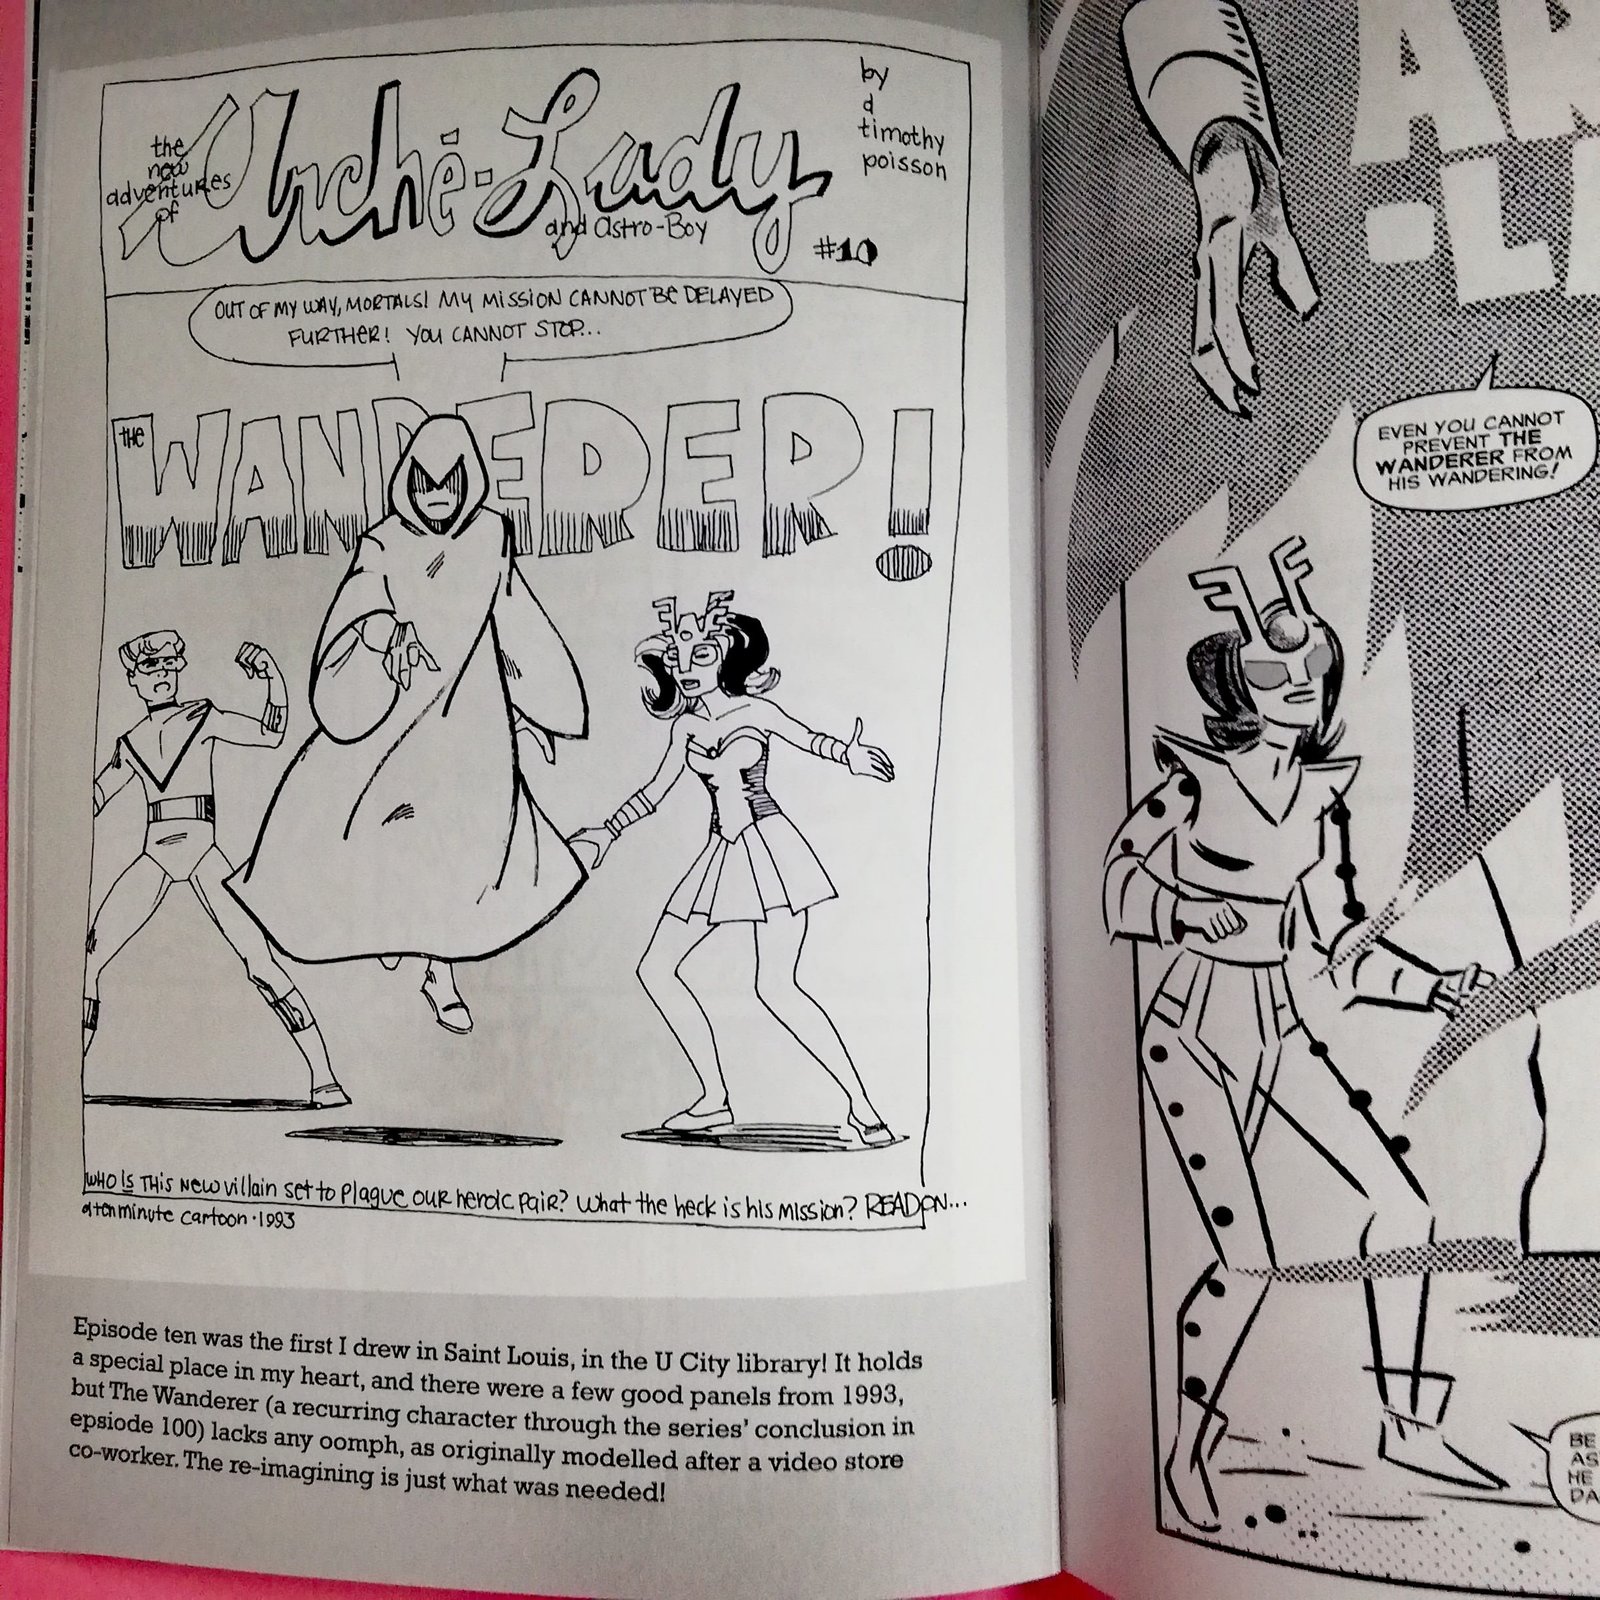 the
new
adventures
of
Arché-Lady
and Astro-Boy
#10
by
d
timothy
poisson
OUT OF MY WAY, MORTALS! MY MISSION CANNOT BE DELAYED
FURTHER! YOU CANNOT STOP...
THE WANDERER!
WHO IS THIS NEW VILLAIN SET TO PLAGUE OUR HEROIC PAIR? WHAT THE HECK IS HIS MISSION? READ ON...
a ten minute cartoon · 1993
Episode ten was the first I drew in Saint Louis, in the U City library! It holds
a special place in my heart, and there were a few good panels from 1993,
but The Wanderer (a recurring character through the series' conclusion in
epsiode 100) lacks any oomph, as originally modelled after a video store
co-worker. The re-imagining is just what was needed!
EVEN YOU CANNOT
PREVENT THE
WANDERER FROM
HIS WANDERING!
BE
AS
HE
DA